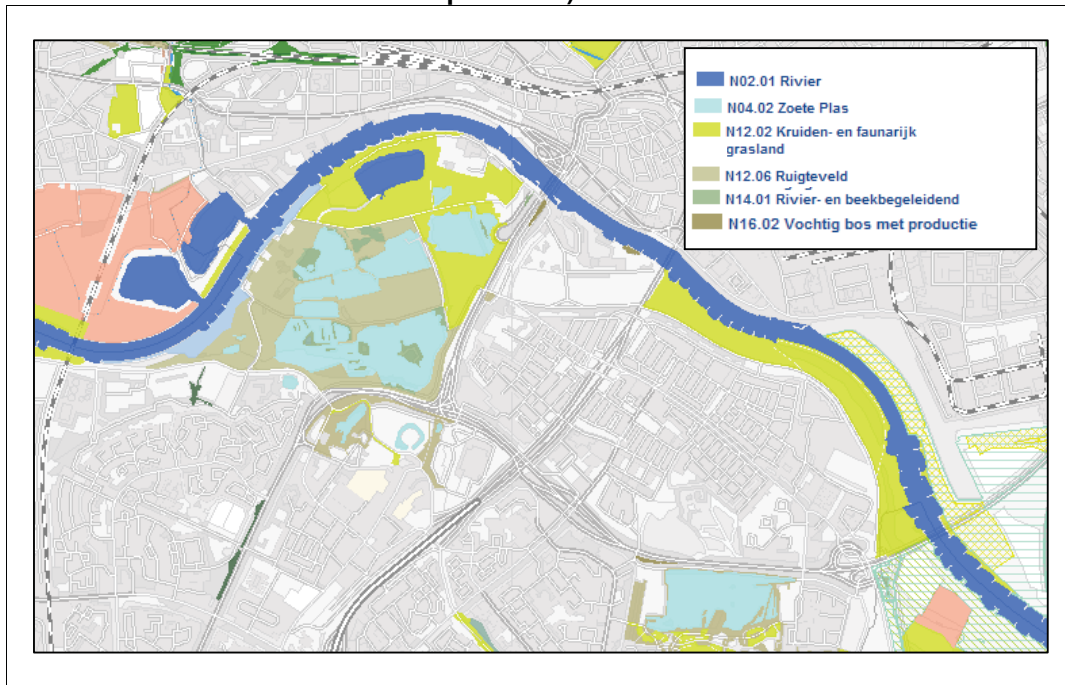 N02.01 Rivier
N04.02 Zoete Plas
N12.02 Kruiden- en faunarijk
grasland
N12.06 Ruigteveld
N14.01 Rivier- en beekbegeleidend
N16.02 Vochtig bos met productie